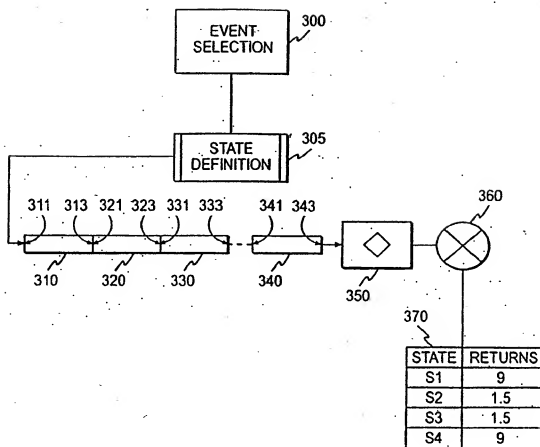 EVENT
SELECTION
300
STATE
DEFINITION
305
311 313 321 323 331 333 341 343
360
310 320 330 340 350
370
STATE RETURNS
S1 9
S2 1.5
S3 1.5
S4 9